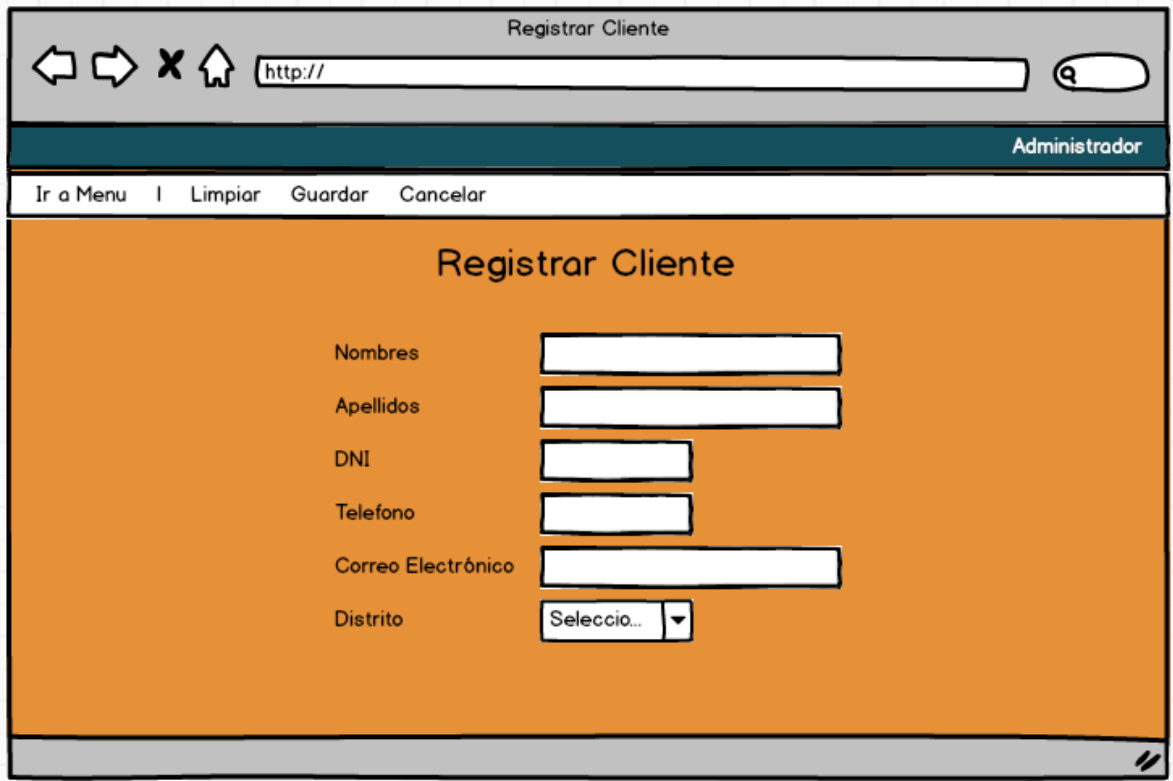 Registrar Cliente
http://
Administrador
Ir a Menu | Limpiar Guardar Cancelar
Registrar Cliente
Nombres
Apellidos
DNI
Telefono
Correo Electrónico
Distrito Seleccio...